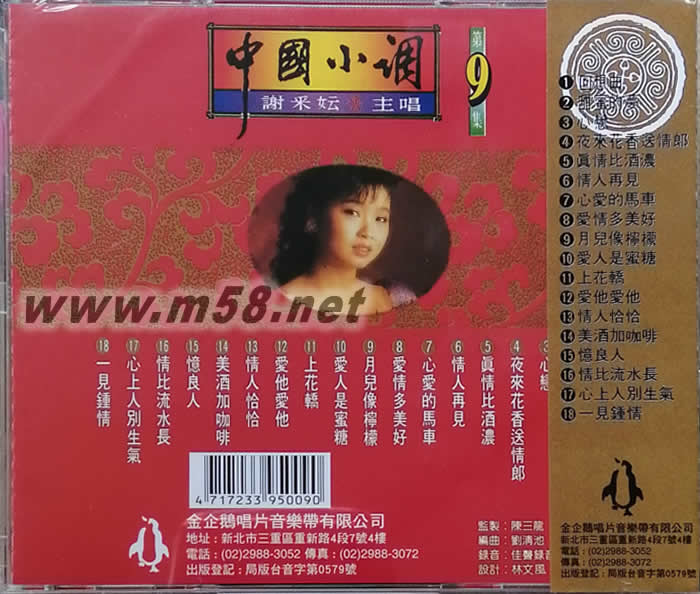 中國小調
第9集
謝采妘 主唱
www.m58.net
3 心戀
4 夜來花香送情郎
5 眞情比酒濃
6 情人再見
7 心愛的馬車
8 愛情多美好
9 月兒像檸檬
10 愛人是蜜糖
11 上花轎
12 愛他愛他
13 情人恰恰
14 美酒加咖啡
15 憶良人
16 情比流水長
17 心上人別生氣
18 一見鍾情
4 717233 950090
金企鵝唱片音樂帶有限公司
地址：新北市三重區重新路4段7號4樓
電話：(02)2988-3052 傳真：(02)2988-3072
出版登記：局版台音字第0579號
監製：陳三龍
編曲：劉清池
錄音：佳聲錄音
設計：林文風
1 回想曲
2
3 心戀
4 夜來花香送情郎
5 眞情比酒濃
6 情人再見
7 心愛的馬車
8 愛情多美好
9 月兒像檸檬
10 愛人是蜜糖
11 上花轎
12 愛他愛他
13 情人恰恰
14 美酒加咖啡
15 憶良人
16 情比流水長
17 心上人別生氣
18 一見鍾情
金企鵝唱片音樂帶有限公司
新北市三重區重新路4段7號4樓
電話：(02)2988-3052
傳真：(02)2988-3072
出版登記：局版台音字第0579號